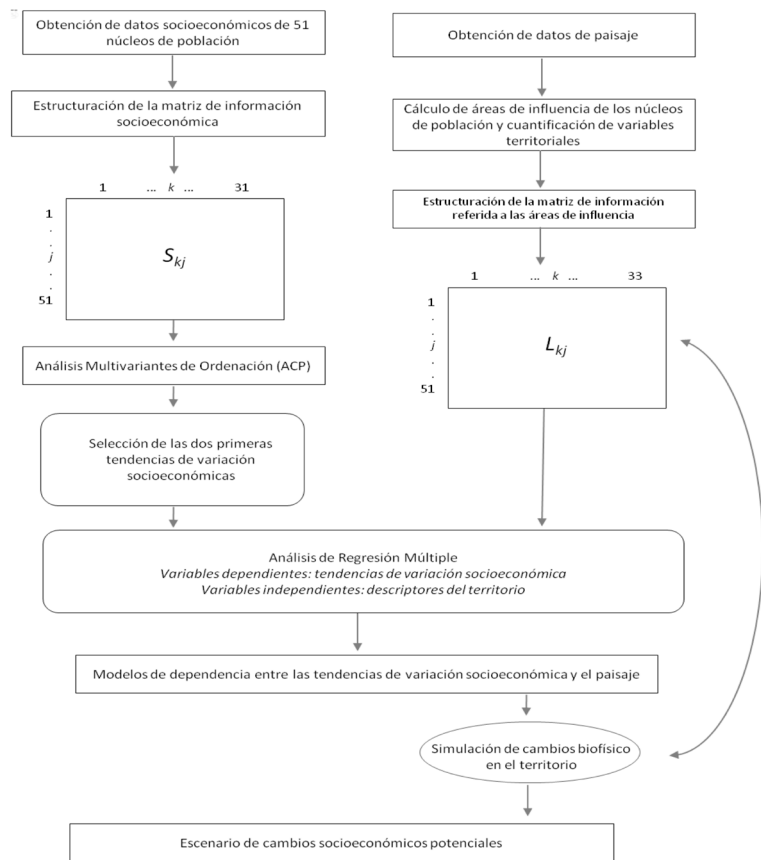 Obtención de datos socioeconómicos de 51
núcleos de población
Estructuración de la matriz de información
socioeconómica
1 ... k ... 31
1
.
.
j
.
.
51
S kj
Análisis Multivariantes de Ordenación (ACP)
Selección de las dos primeras
tendencias de variación
socioeconómicas
Obtención de datos de paisaje
Cálculo de áreas de influencia de los núcleos
de población y cuantificación de variables
territoriales
Estructuración de la matriz de información
referida a las áreas de influencia
1 ... k ... 33
1
.
.
j
.
.
51
L kj
Análisis de Regresión Múltiple
Variables dependientes: tendencias de variación socioeconómica
Variables independientes: descriptores del territorio
Modelos de dependencia entre las tendencias de variación socioeconómica y el paisaje
Simulación de cambios biofísico
en el territorio
Escenario de cambios socioeconómicos potenciales